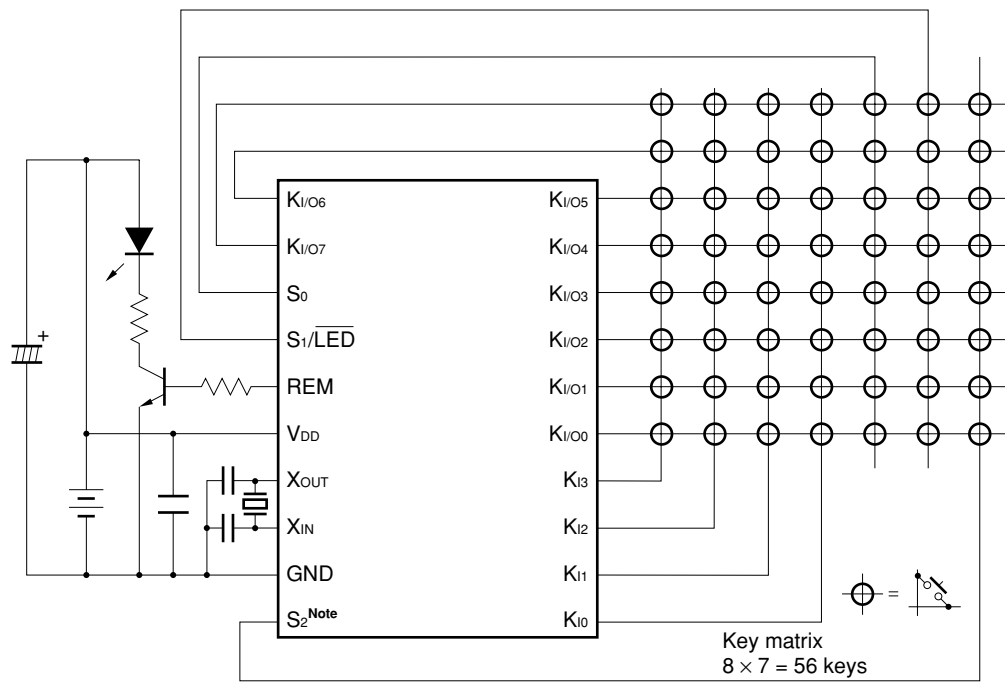 +
KI/O6 KI/O5
KI/O7 KI/O4
S0 KI/O3
S1/LED KI/O2
REM KI/O1
VDD KI/O0
XOUT KI3
XIN KI2
GND KI1
=
S2Note KI0
Key matrix
8 × 7 = 56 keys